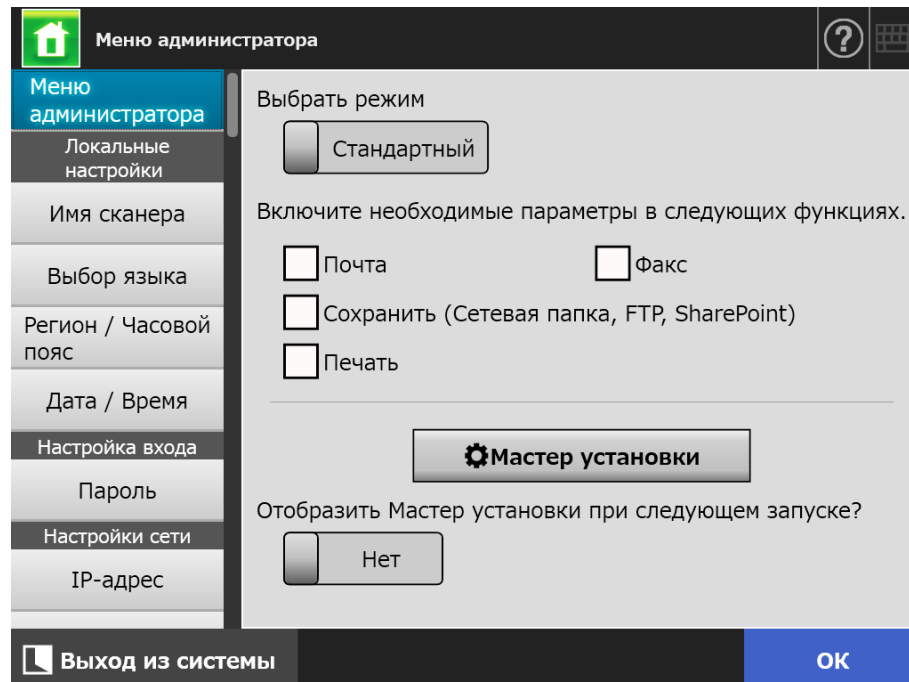 Меню администратора
Меню
администратора
Локальные
настройки
Имя сканера
Выбор языка
Регион / Часовой
пояс
Дата / Время
Настройка входа
Пароль
Настройки сети
IP-адрес
Выбрать режим
Стандартный
Включите необходимые параметры в следующих функциях.
Почта
Факс
Сохранить (Сетевая папка, FTP, SharePoint)
Печать
Мастер установки
Отобразить Мастер установки при следующем запуске?
Нет
Выход из системы
ОК